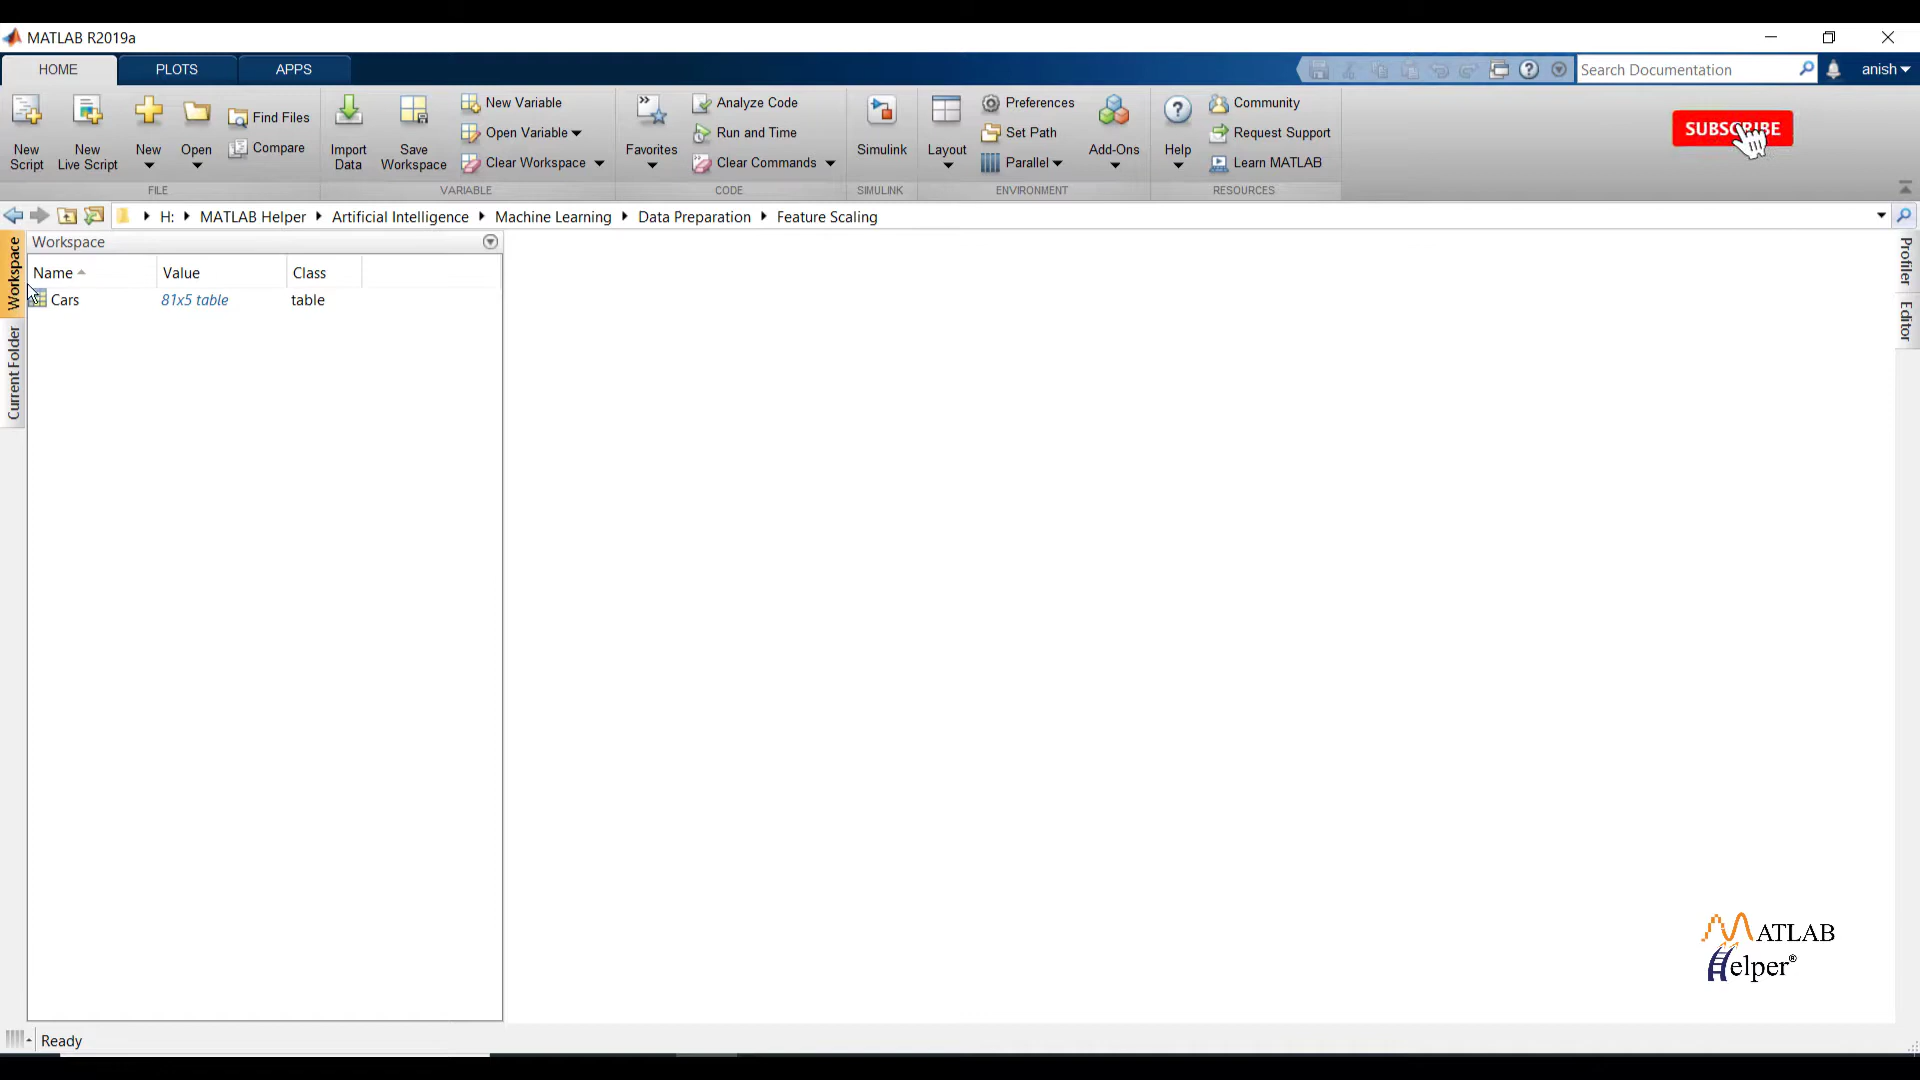 MATLAB R2019a
HOME PLOTS APPS
Search Documentation
anish
New Script
New Live Script
New
Open
Find Files
Compare
FILE
Import Data
Save Workspace
New Variable
Open Variable
Clear Workspace
VARIABLE
Favorites
Analyze Code
Run and Time
Clear Commands
CODE
Simulink
SIMULINK
Layout
Preferences
Set Path
Parallel
Add-Ons
ENVIRONMENT
Help
Community
Request Support
Learn MATLAB
RESOURCES
SUBSCRIBE
H: MATLAB Helper Artificial Intelligence Machine Learning Data Preparation Feature Scaling
Workspace
Current Folder
Workspace
Name Value Class
Cars 81x5 table table
Profiler
Editor
MATLAB
Helper®
Ready